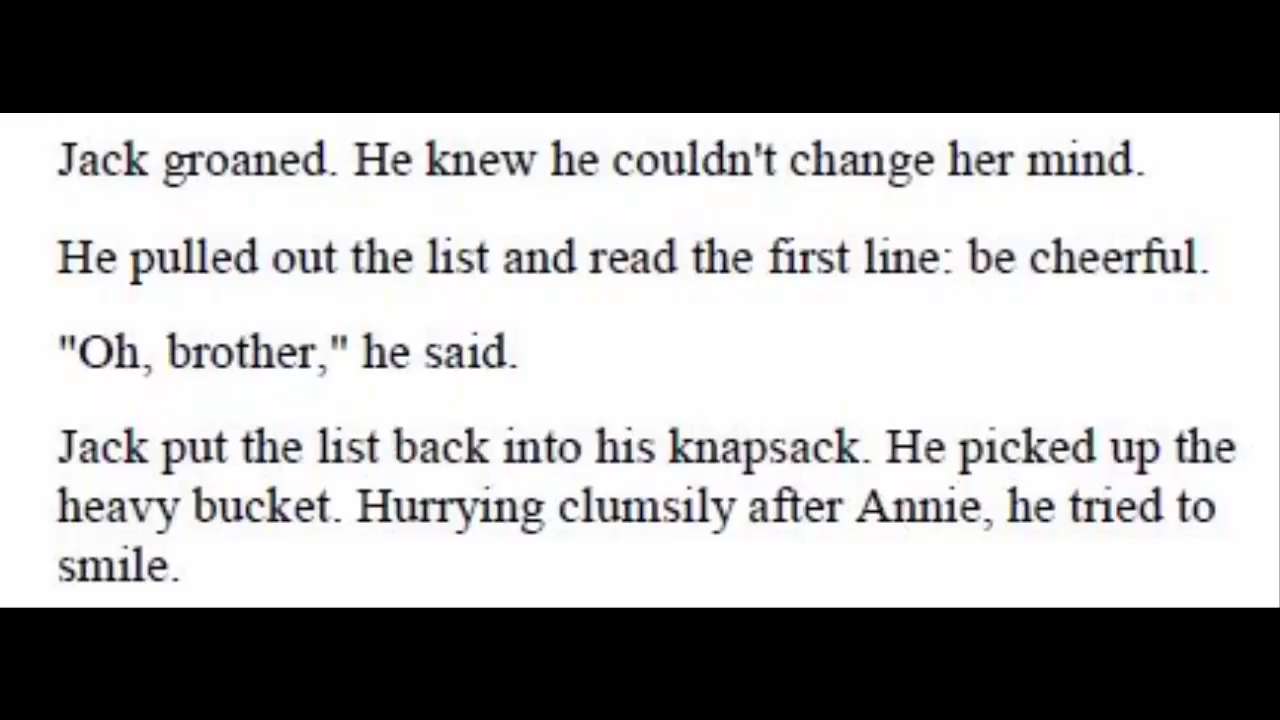 Jack groaned. He knew he couldn't change her mind.
He pulled out the list and read the first line: be cheerful.
"Oh, brother," he said.
Jack put the list back into his knapsack. He picked up the
heavy bucket. Hurrying clumsily after Annie, he tried to
smile.